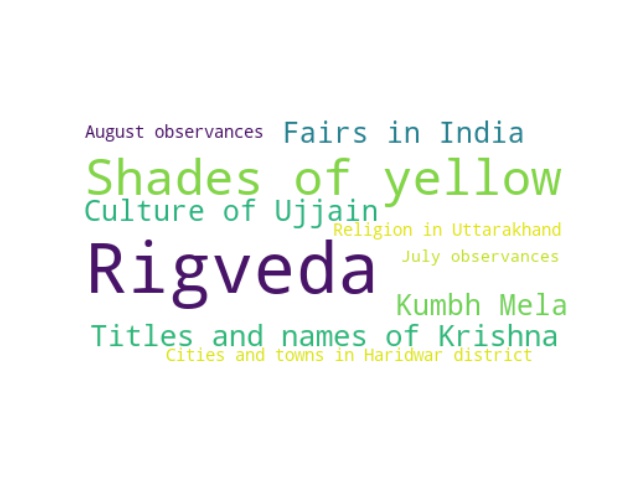 August observances
Fairs in India
Shades of yellow
Culture of Ujjain
Religion in Uttarakhand
Rigveda
July observances
Kumbh Mela
Titles and names of Krishna
Cities and towns in Haridwar district